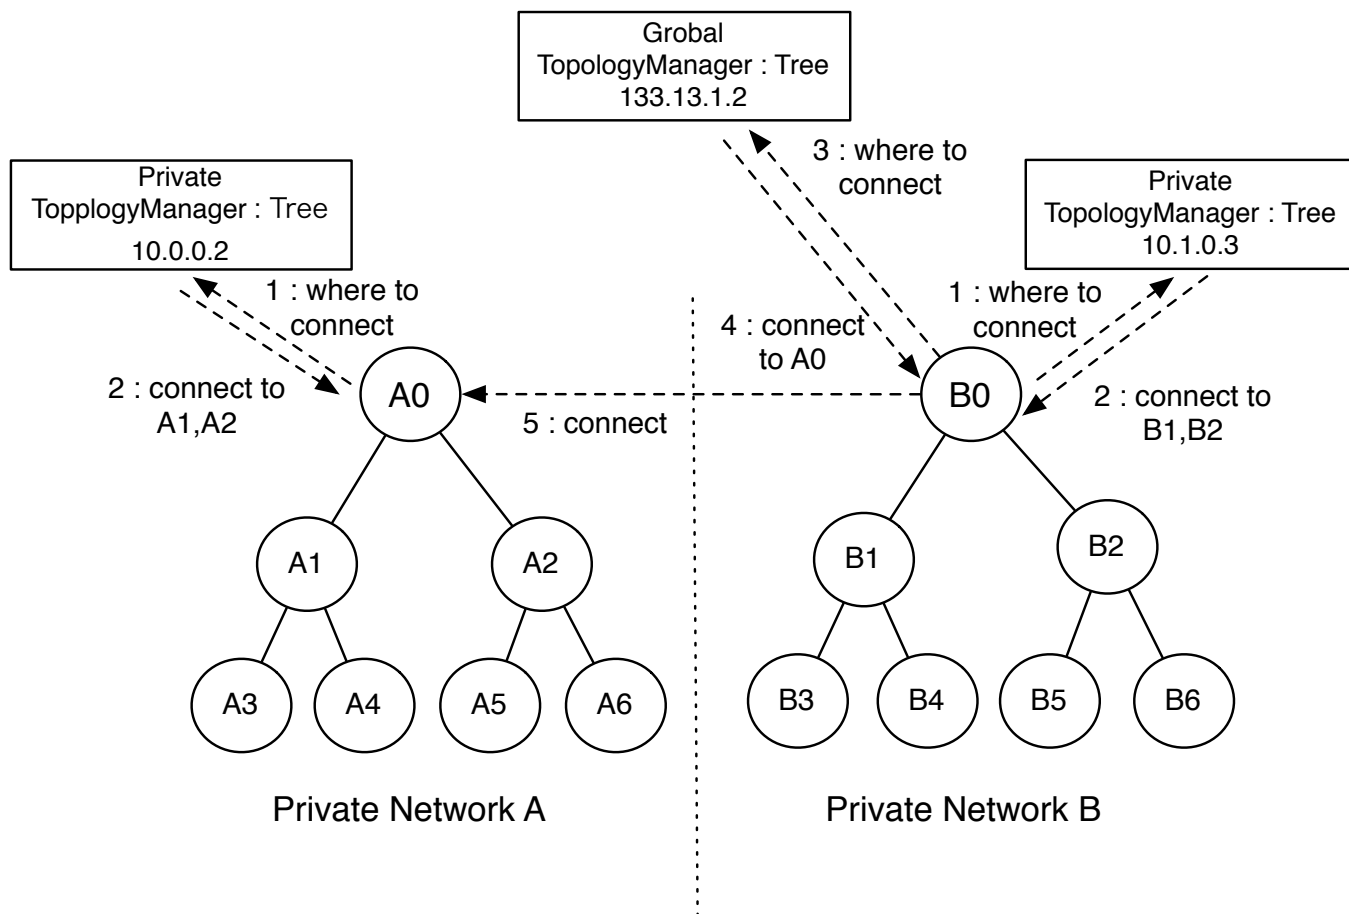 Grobal
TopologyManager : Tree
133.13.1.2
3 : where to
connect
Private
TopplogyManager : Tree
10.0.0.2
Private
TopologyManager : Tree
10.1.0.3
1 : where to
connect
1 : where to
connect
4 : connect
to A0
2 : connect to
A1,A2
A0
B0
2 : connect to
B1,B2
5 : connect
A1
A2
B1
B2
A3
A4
A5
A6
B3
B4
B5
B6
Private Network A
Private Network B